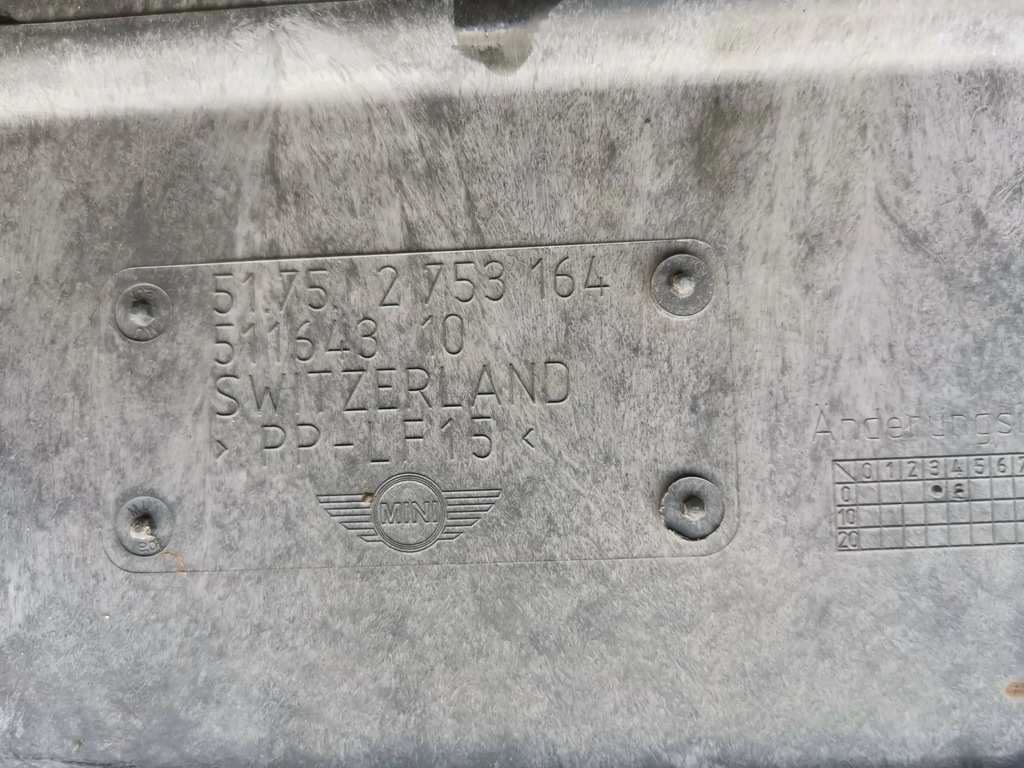 51.75 2 753 164
511643 10
SWITZERLAND
> PP-LF15 <
MINI
Änderungs
0 1 2 3 4 5 6 7
0
10
20